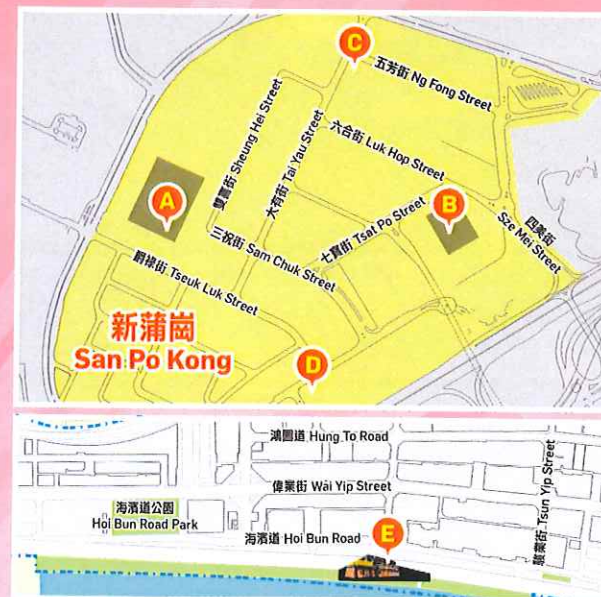 C
五芳街 Ng Fong Street
六合街 Luk Hop Street
雙喜街 Sheung Hei Street
大有街 Tai Yau Street
A
B
七寶街 Tsat Po Street
四美街
Sze Mei Street
三祝街 Sam Chuk Street
爵祿街 Tseuk Luk Street
新蒲崗
San Po Kong
D
鴻圖道 Hung To Road
偉業街 Wai Yip Street
駿業街 Tsun Yip Street
海濱道公園
Hoi Bun Road Park
海濱道 Hoi Bun Road
E